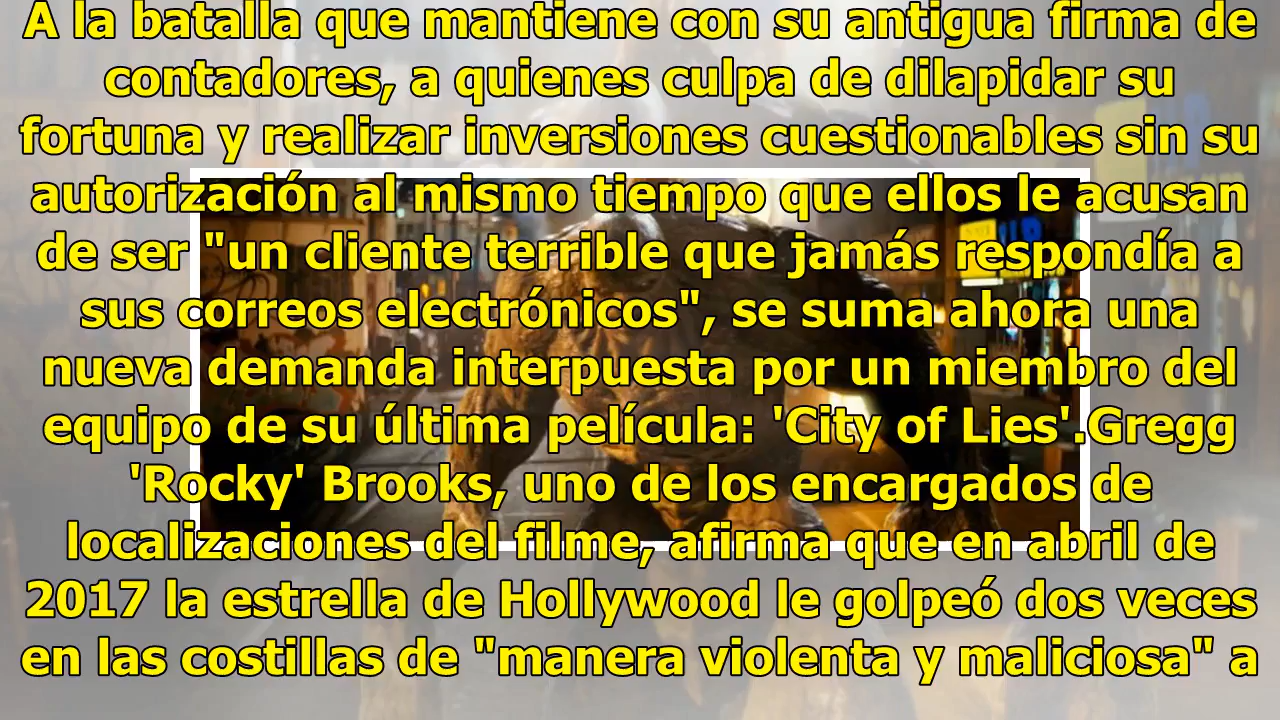 A la batalla que mantiene con su antigua firma de
contadores, a quienes culpa de dilapidar su
fortuna y realizar inversiones cuestionables sin su
autorización al mismo tiempo que ellos le acusan
de ser "un cliente terrible que jamás respondía a
sus correos electrónicos", se suma ahora una
nueva demanda interpuesta por un miembro del
equipo de su última película: 'City of Lies'.Gregg
'Rocky' Brooks, uno de los encargados de
localizaciones del filme, afirma que en abril de
2017 la estrella de Hollywood le golpeó dos veces
en las costillas de "manera violenta y maliciosa" a